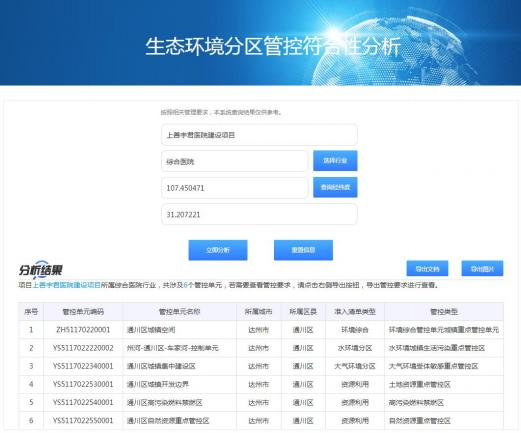 生态环境分区管控符合性分析
按照相关管理要求，本系统查询结果仅供参考。
上善宇君医院建设项目
综合医院 选择行业
107.450471 查询经纬度
31.207221
立即分析 重置信息
分析结果 导出文档 导出图片
项目上善宇君医院建设项目所属综合医院行业，共涉及6个管控单元，若需要查看管控要求，请点击右侧导出按钮，导出管控要求进行查看。
序号 管控单元编码 管控单元名称 所属城市 所属区县 准入清单类型 管控类型
1 ZH51170220001 通川区城镇空间 达州市 通川区 环境综合 环境综合管控单元城镇重点管控单元
2 YS5117022220002 州河-通川区-车家河-控制单元 达州市 通川区 水环境分区 水环境城镇生活污染重点管控区
3 YS5117022340001 通川区城镇集中建设区 达州市 通川区 大气环境分区 大气环境受体敏感重点管控区
4 YS5117022530001 通川区城镇开发边界 达州市 通川区 资源利用 土地资源重点管控区
5 YS5117022540001 通川区高污染燃料禁燃区 达州市 通川区 资源利用 高污染燃料禁燃区
6 YS5117022550001 通川区自然资源重点管控区 达州市 通川区 资源利用 自然资源重点管控区